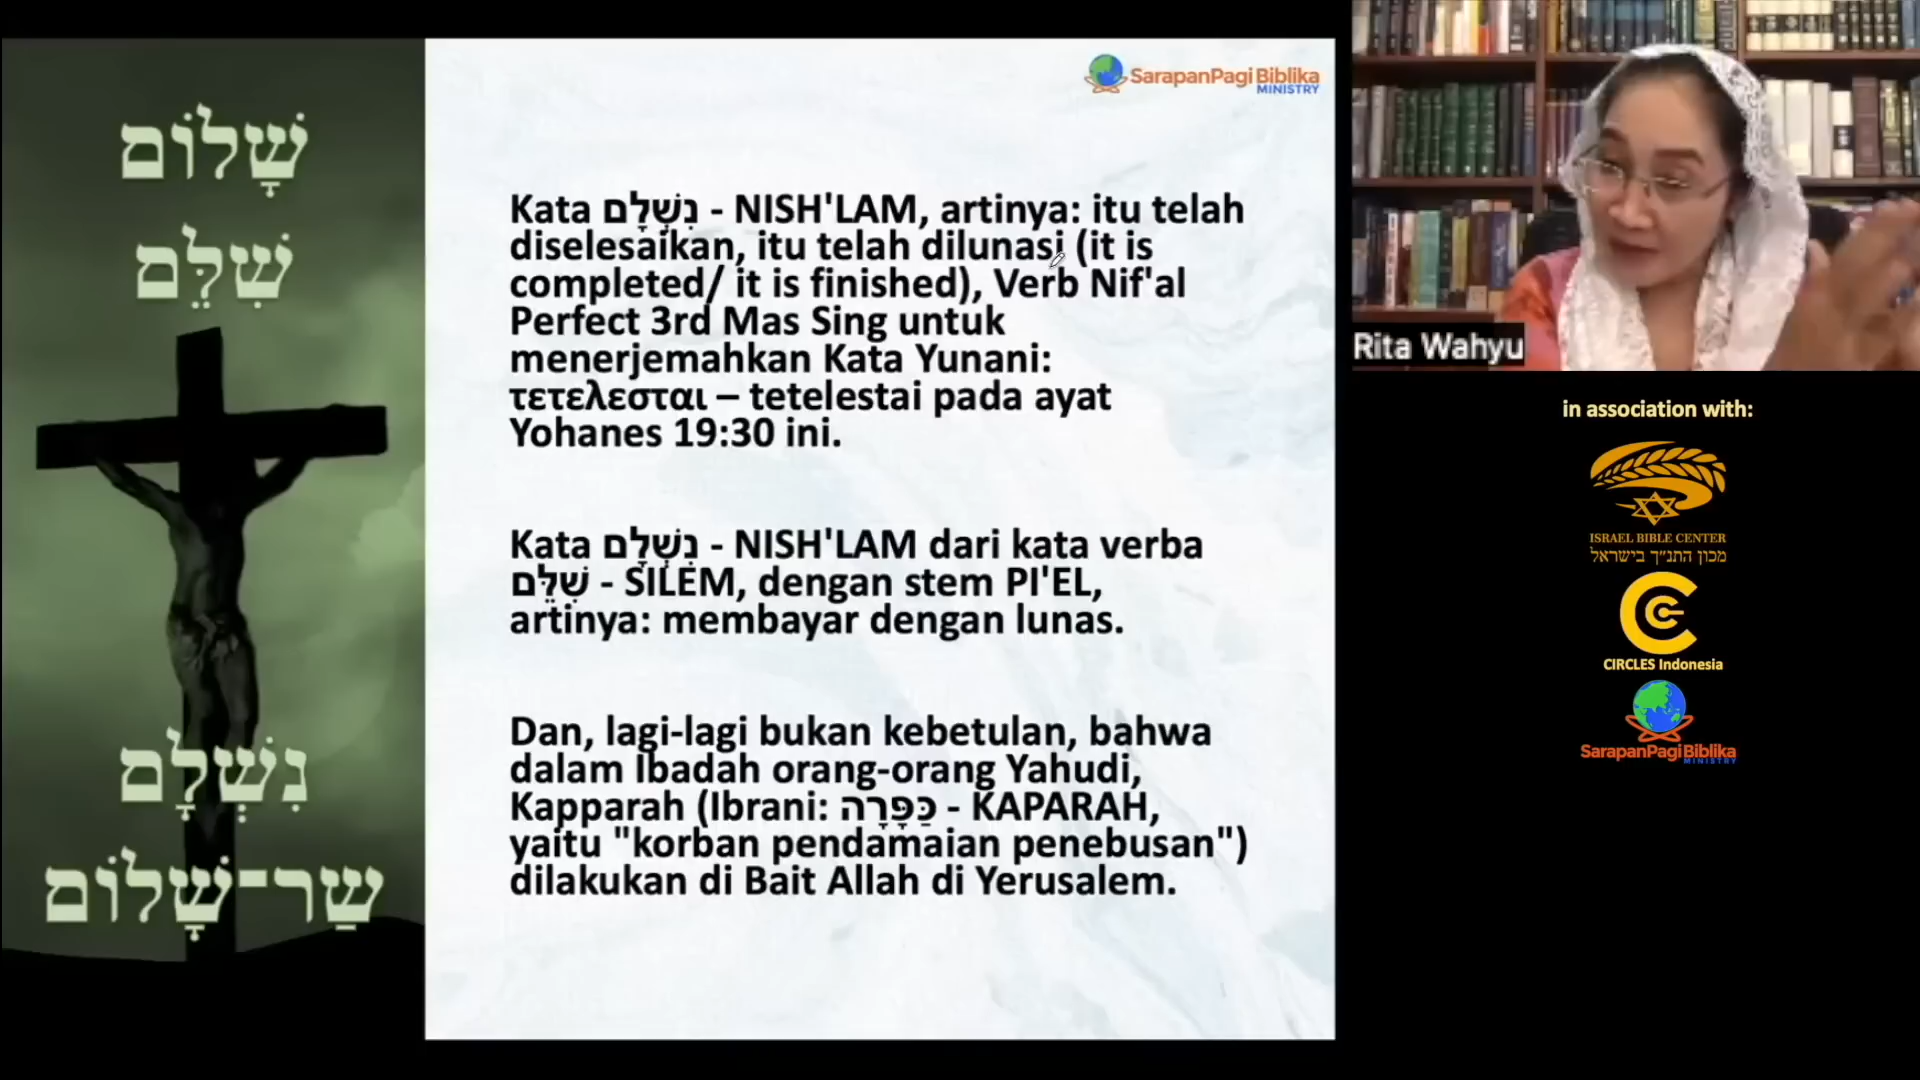 שָׁלוֹם
שִׁלֵּם
נִשְׁלָם
שַׂר־שָׁלוֹם
SarapanPagi Biblika
MINISTRY
Kata נִשְׁלָם - NISH'LAM, artinya: itu telah
diselesaikan, itu telah dilunasi (it is
completed/ it is finished), Verb Nif'al
Perfect 3rd Mas Sing untuk
menerjemahkan Kata Yunani:
τετελεσται – tetelestai pada ayat
Yohanes 19:30 ini.
Kata נִשְׁלָם - NISH'LAM dari kata verba
שִׁלֵּם - SILEM, dengan stem PI'EL,
artinya: membayar dengan lunas.
Dan, lagi-lagi bukan kebetulan, bahwa
dalam Ibadah orang-orang Yahudi,
Kapparah (Ibrani: כַּפָּרָה - KAPARAH,
yaitu "korban pendamaian penebusan")
dilakukan di Bait Allah di Yerusalem.
Rita Wahyu
in association with:
ISRAEL BIBLE CENTER
מכון התנ״ך בישראל
CIRCLES Indonesia
SarapanPagi Biblika
MINISTRY